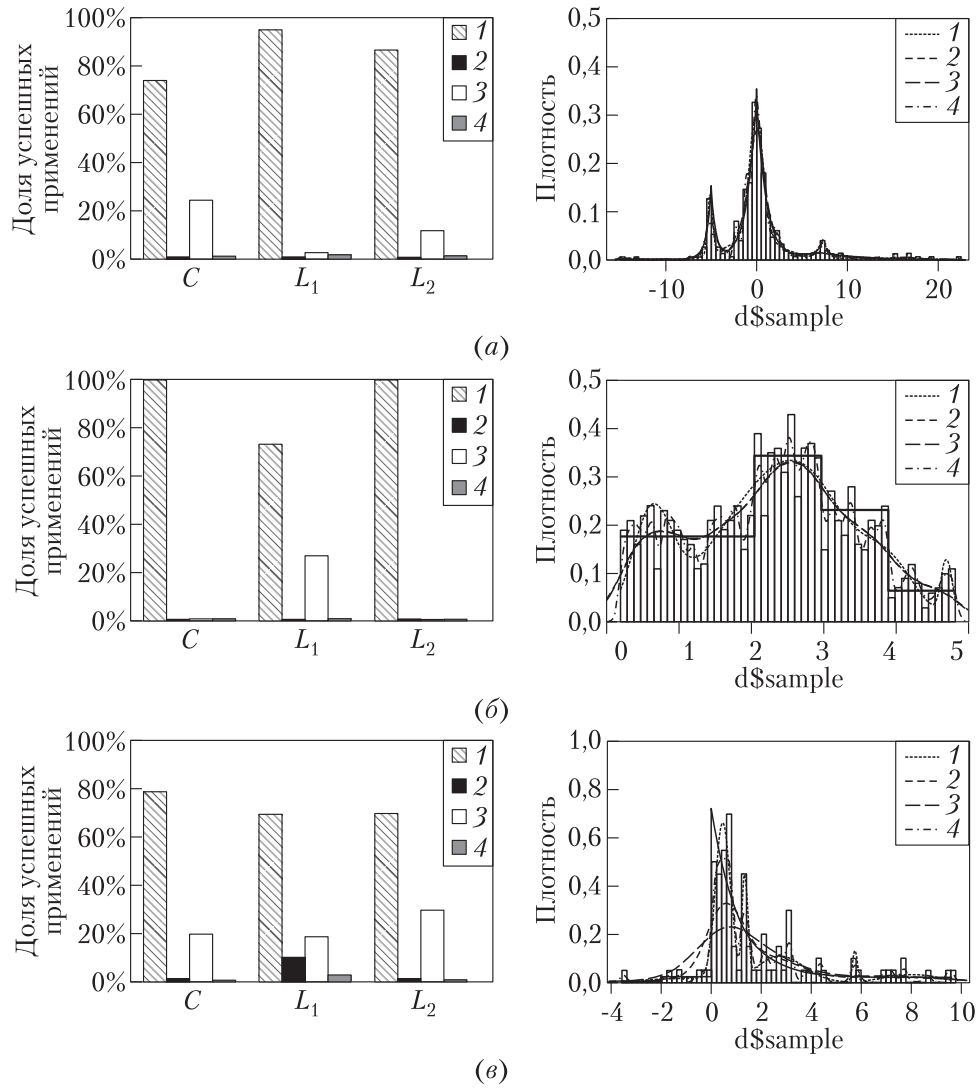 Доля успешных
применений
100%
80%
60%
40%
20%
0%
C L₁ L₂
1
2
3
4
Плотность
0,5
0,4
0,3
0,2
0.1
0,0
-10 0 10 20
d$sample
1
2
3
4
(а)
Доля успешных
применений
100%
80%
60%
40%
20%
0%
C L₁ L₂
1
2
3
4
Плотность
0,5
0,4
0,3
0,2
0,1
0,0
0 1 2 3 4 5
d$sample
1
2
3
4
(б)
Доля успешных
применений
100%
80%
60%
40%
20%
0%
C L₁ L₂
1
2
3
4
Плотность
1,0
0,8
0,6
0,4
0,2
0,0
-4 -2 0 2 4 6 8 10
d$sample
1
2
3
4
(в)